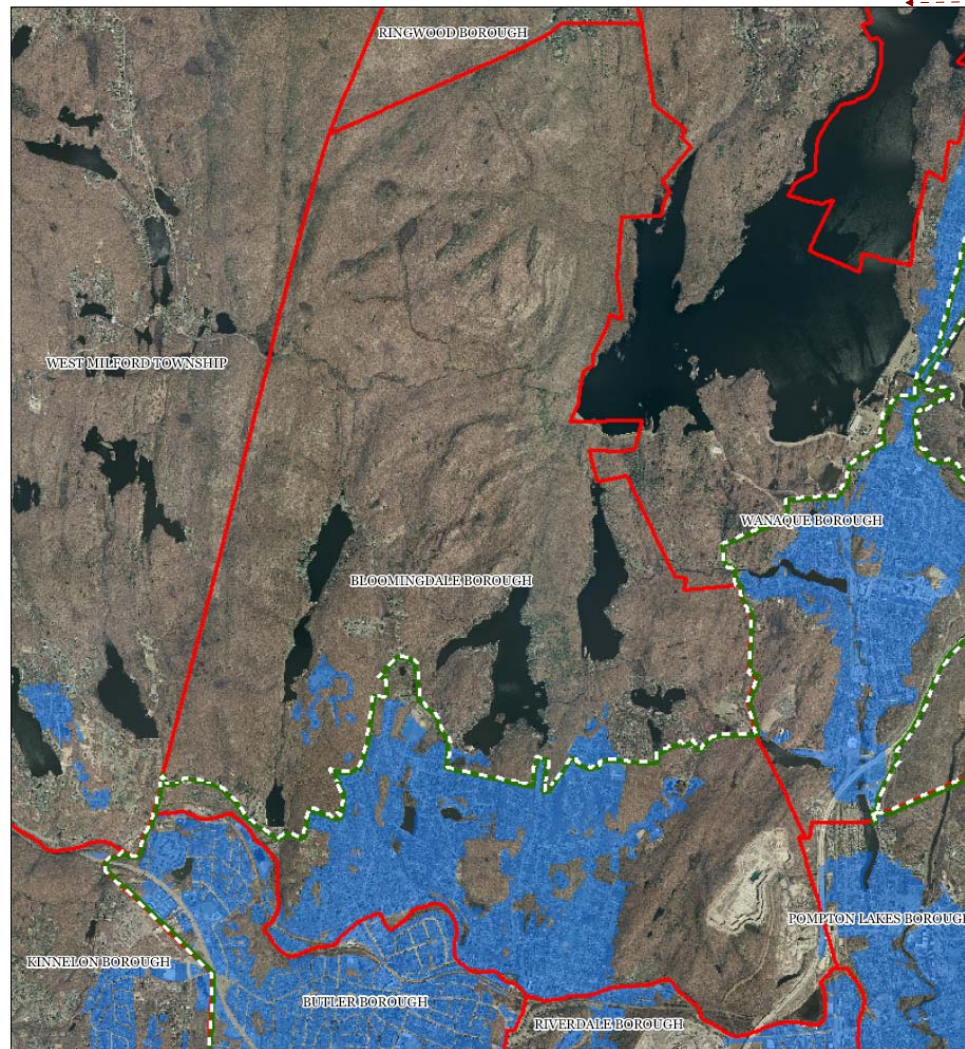 RINGWOOD BOROUGH
WEST MILFORD TOWNSHIP
WANAQUE BOROUGH
BLOOMINGDALE BOROUGH
POMPTON LAKES BOROUGH
KINNELON BOROUGH
BUTLER BOROUGH
RIVERDALE BOROUGH